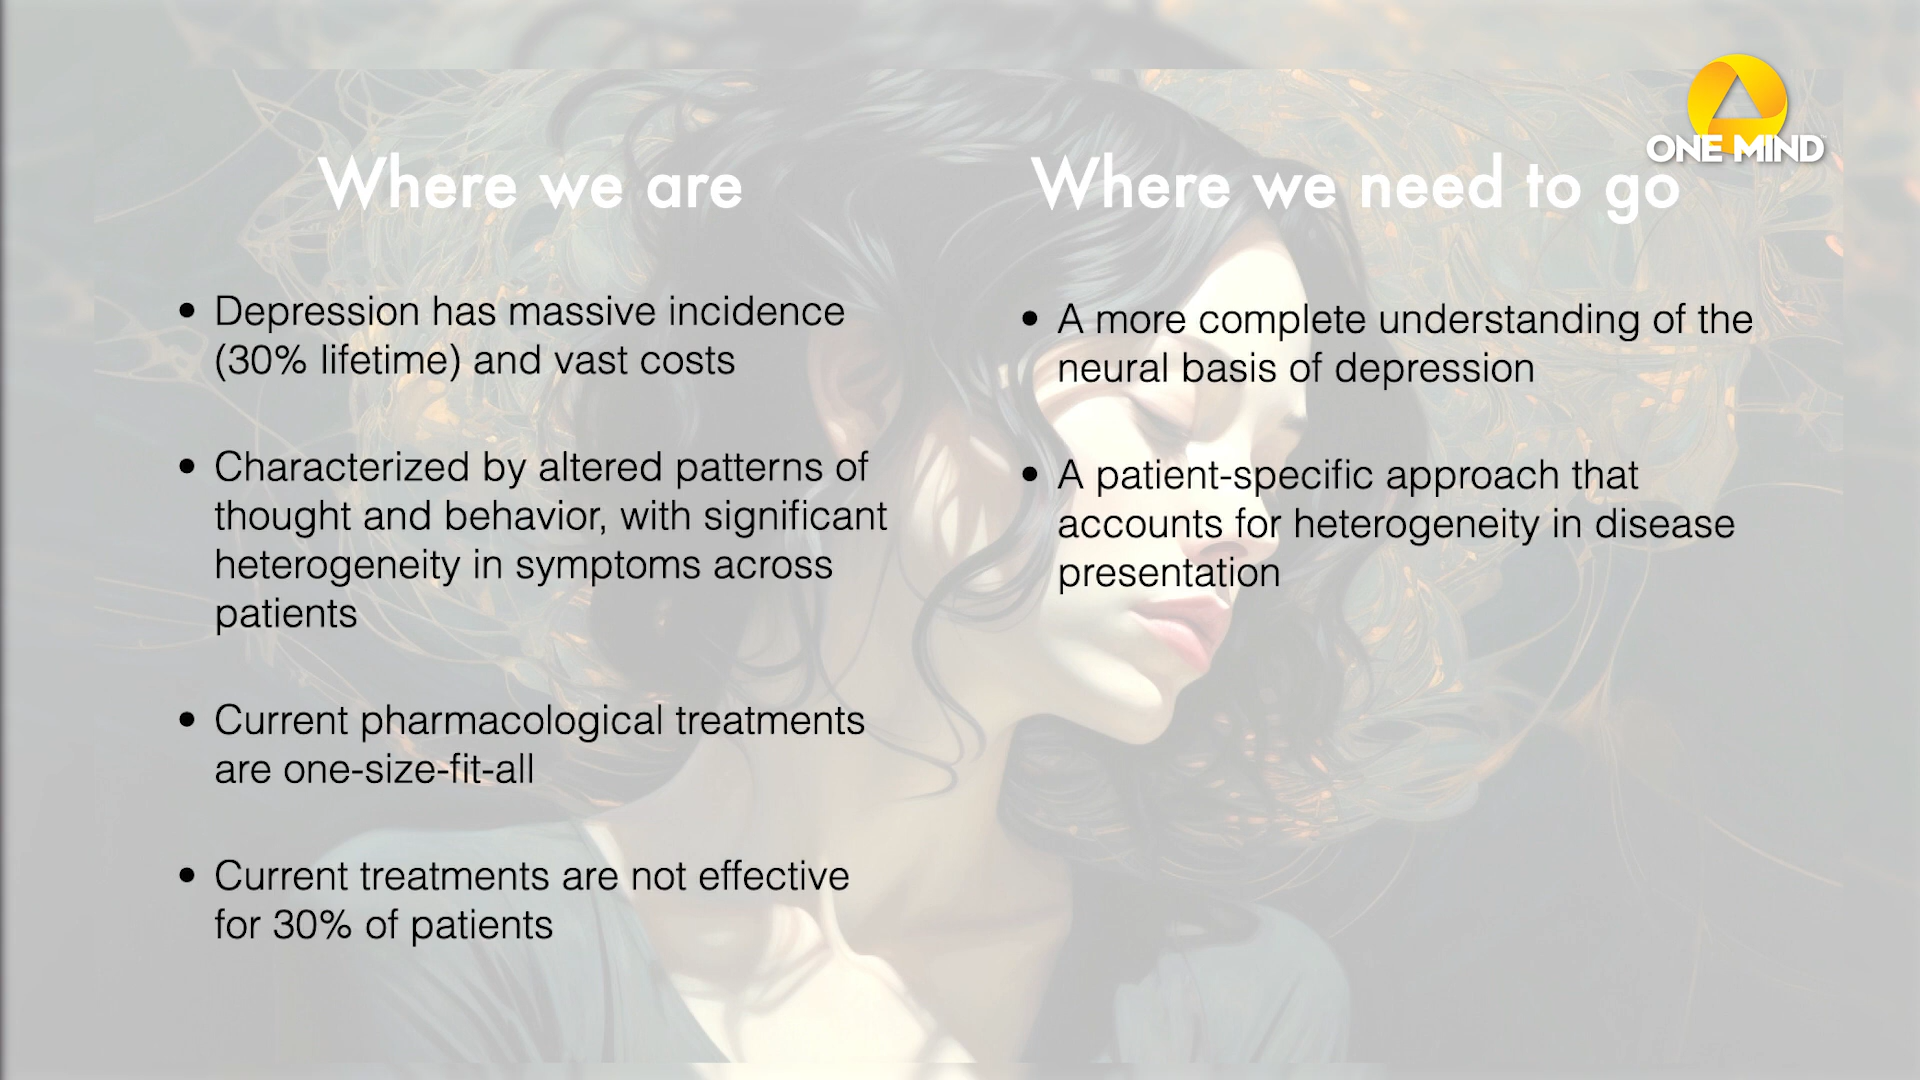 ONE MIND
Where we are
• Depression has massive incidence
(30% lifetime) and vast costs
• Characterized by altered patterns of
thought and behavior, with significant
heterogeneity in symptoms across
patients
• Current pharmacological treatments
are one-size-fit-all
• Current treatments are not effective
for 30% of patients
Where we need to go
• A more complete understanding of the
neural basis of depression
• A patient-specific approach that
accounts for heterogeneity in disease
presentation